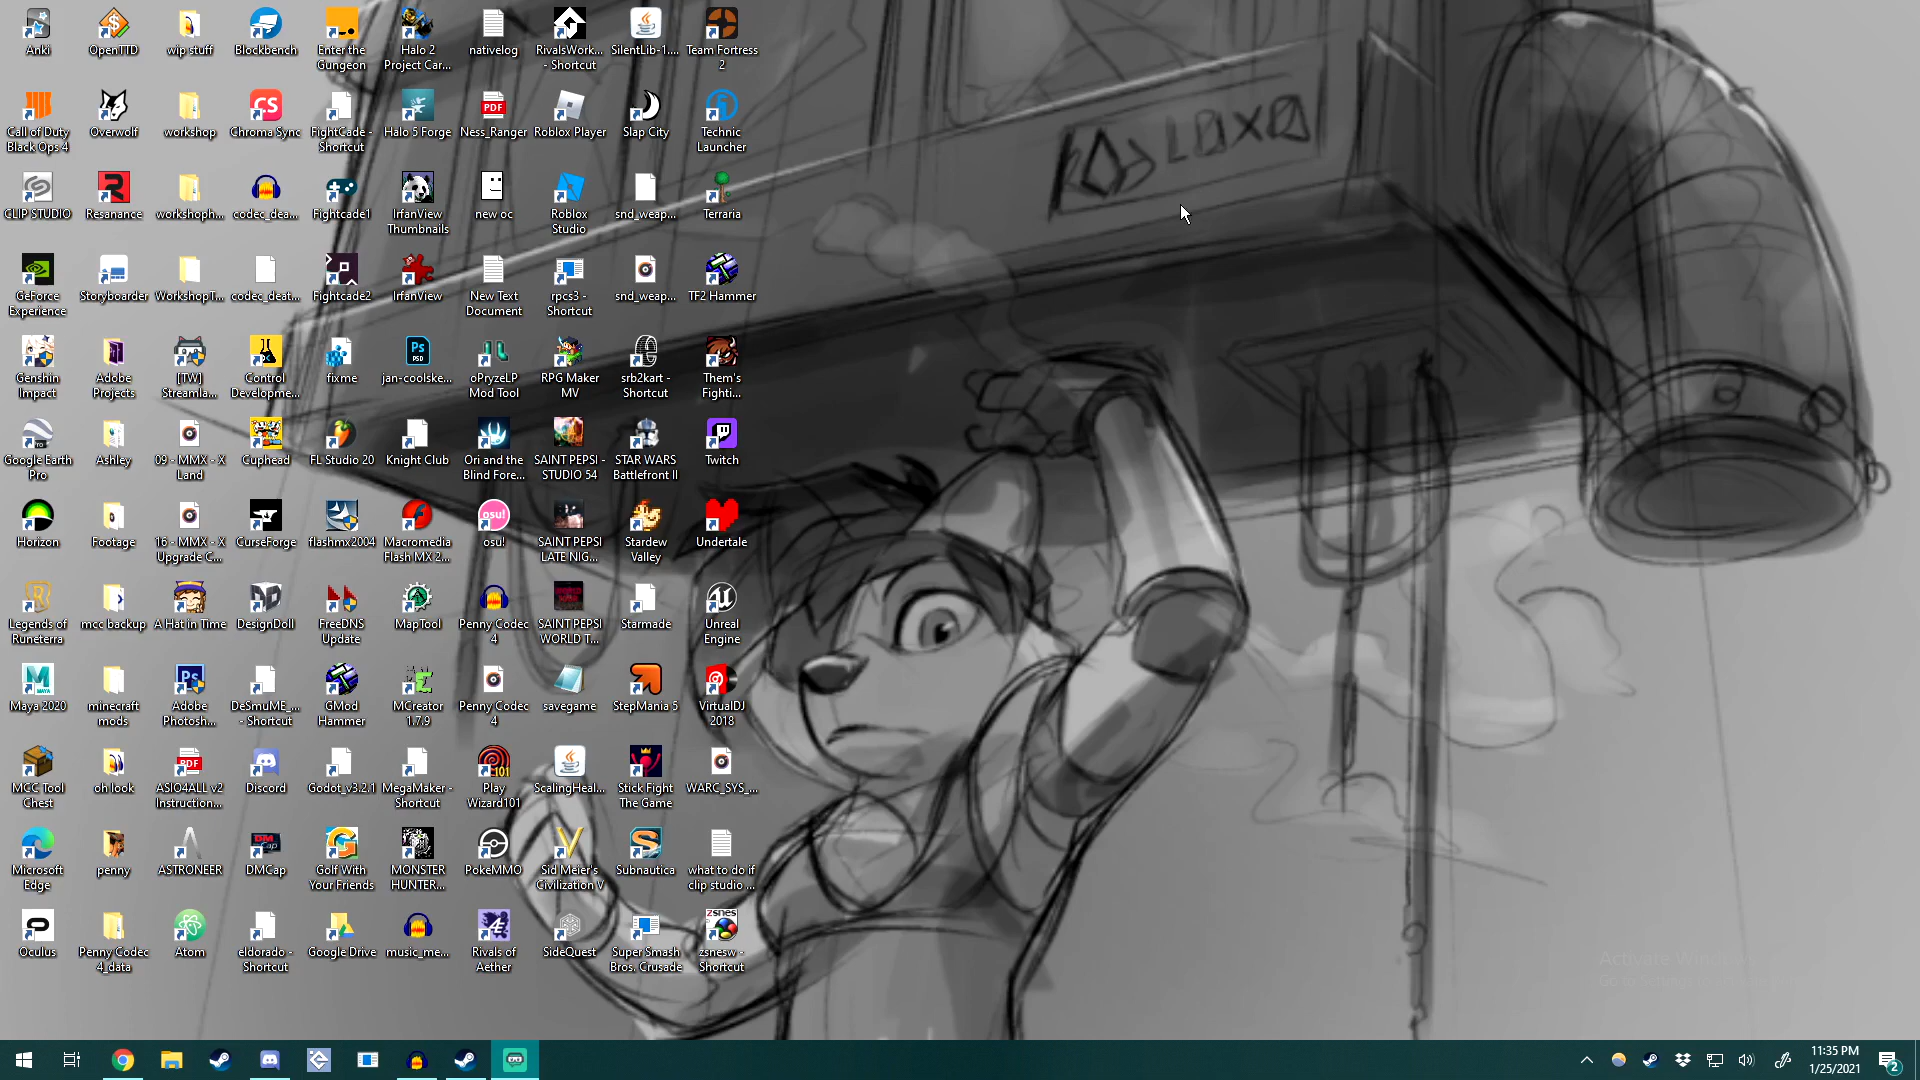 Anki
OpenTTD
wip stuff
Blockbench
Enter the
Gungeon
Halo 2
Project Car...
nativelog
RivalsWork...
- Shortcut
SilentLib-1....
Team Fortress
2
Call of Duty
Black Ops 4
Overwolf
workshop
Chroma Sync
FightCade -
Shortcut
Halo 5 Forge
PDF
Ness_Ranger
Roblox Player
Slap City
Technic
Launcher
CLIP STUDIO
Resanance
workshoph...
codec_dea...
Fightcade1
IrfanView
Thumbnails
new oc
Roblox
Studio
snd_weap...
Terraria
GeForce
Experience
Storyboarder
WorkshopT...
codec_deat...
Fightcade2
IrfanView
New Text
Document
rpcs3 -
Shortcut
snd_weap...
TF2 Hammer
Genshin
Impact
Adobe
Projects
[TW]
Streamla...
Control
Developme...
fixme
Ps
PSD
jan-coolske...
oPryzeLP
Mod Tool
RPG Maker
MV
srb2kart -
Shortcut
Them's
Fighti...
Google Earth
Pro
Ashley
09 - MMX - X
Land
Cuphead
FL Studio 20
Knight Club
Ori and the
Blind Fore...
SAINT PEPSI -
STUDIO 54
STAR WARS
Battlefront II
Twitch
Horizon
Footage
16 - MMX - X
Upgrade C...
CurseForge
flashmx2004
Macromedia
Flash MX 2...
osu!
osu!
SAINT PEPSI
LATE NIG...
Stardew
Valley
Undertale
Legends of
Runeterra
mcc backup
A Hat in Time
DesignDoll
FreeDNS
Update
MapTool
Penny Codec
4
SAINT PEPSI
WORLD T...
Starmade
Unreal
Engine
Maya 2020
minecraft
mods
Adobe
Photosh...
DeSmuME_...
- Shortcut
GMod
Hammer
MCreator
1.7.9
Penny Codec
4
savegame
StepMania 5
VirtualDJ
2018
MCC Tool
Chest
oh look
PDF
ASIO4ALL v2
Instruction...
Discord
Godot_v3.2.1
MegaMaker -
Shortcut
101
Play
Wizard101
ScalingHeal...
Stick Fight
The Game
WARC_SYS_...
Microsoft
Edge
penny
ASTRONEER
DMCap
Golf With
Your Friends
MONSTER
HUNTER...
PokeMMO
Sid Meier's
Civilization V
Subnautica
what to do if
clip studio ...
Oculus
Penny Codec
4_data
Atom
eldorado -
Shortcut
Google Drive
music_me...
Rivals of
Aether
SideQuest
Super Smash
Bros. Crusade
zsnes
zsnesw -
Shortcut
11:35 PM
1/25/2021
2